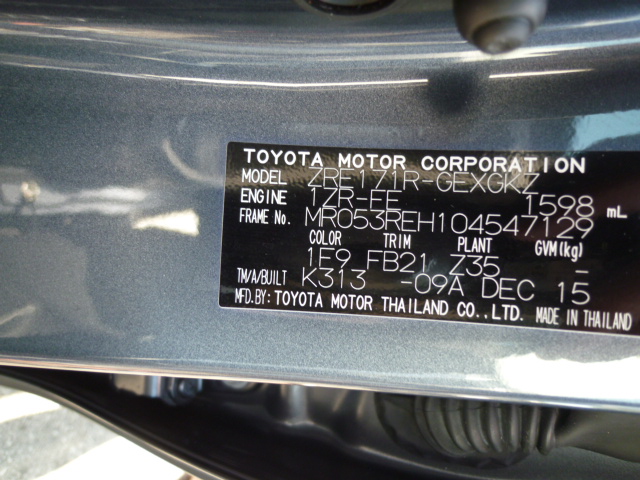 TOYOTA MOTOR CORPORATION
MODEL ZRE171R-GEXGKZ
ENGINE 1ZR-FE 1598 mL
FRAME No. MR053REH104547129
COLOR TRIM PLANT GVM(kg)
1F9 FB21 Z35 -
TM/A/BUILT K313 -09A DEC 15
MFD.BY: TOYOTA MOTOR THAILAND CO.,LTD. MADE IN THAILAND